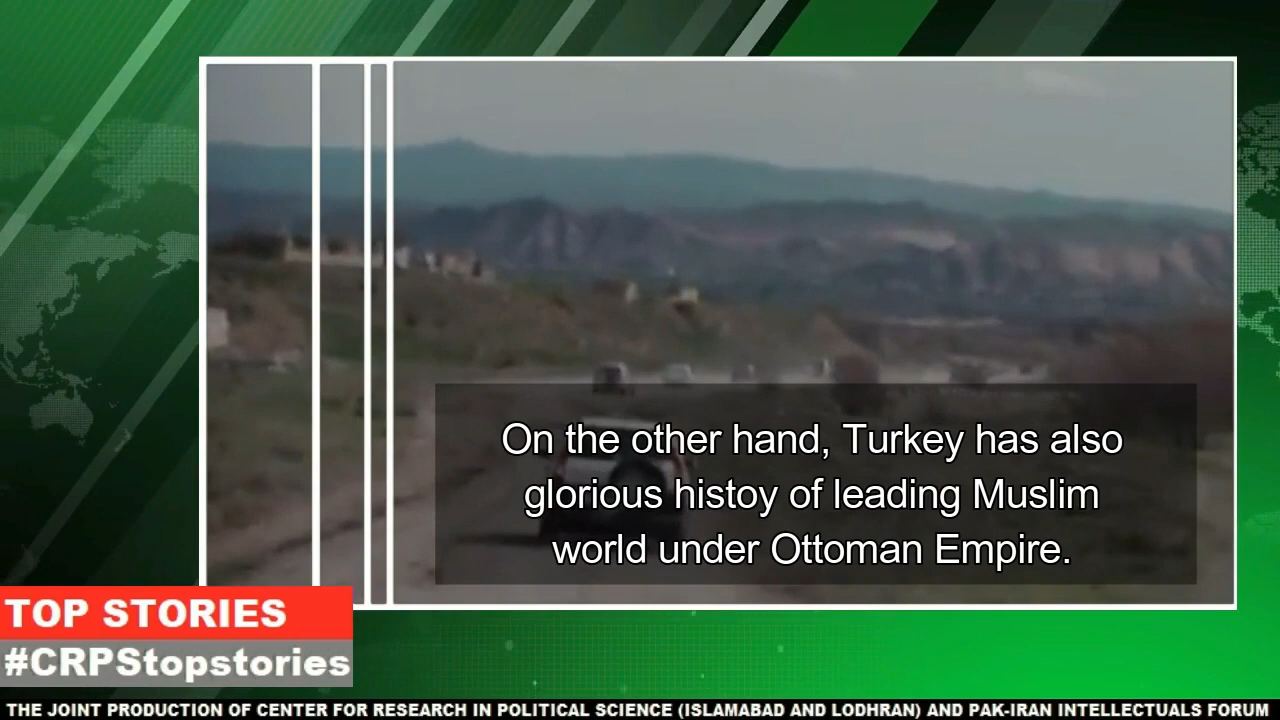 On the other hand, Turkey has also
glorious histoy of leading Muslim
world under Ottoman Empire.
TOP STORIES
#CRPStopstories
THE JOINT PRODUCTION OF CENTER FOR RESEARCH IN POLITICAL SCIENCE (ISLAMABAD AND LODHRAN) AND PAK-IRAN INTELLECTUALS FORUM